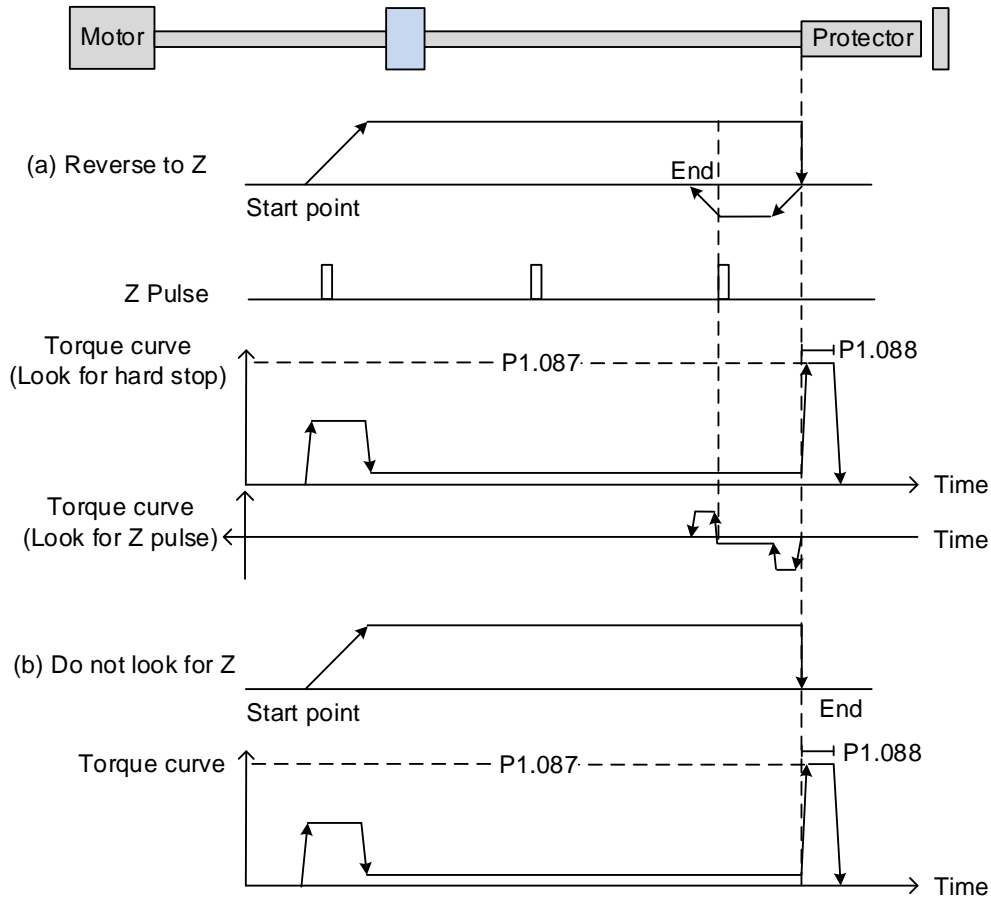 Motor
Protector
(a) Reverse to Z
End
Start point
Z Pulse
Torque curve
(Look for hard stop)
P1.087
P1.088
Time
Torque curve
(Look for Z pulse)
Time
(b) Do not look for Z
Start point
End
Torque curve
P1.087
P1.088
Time